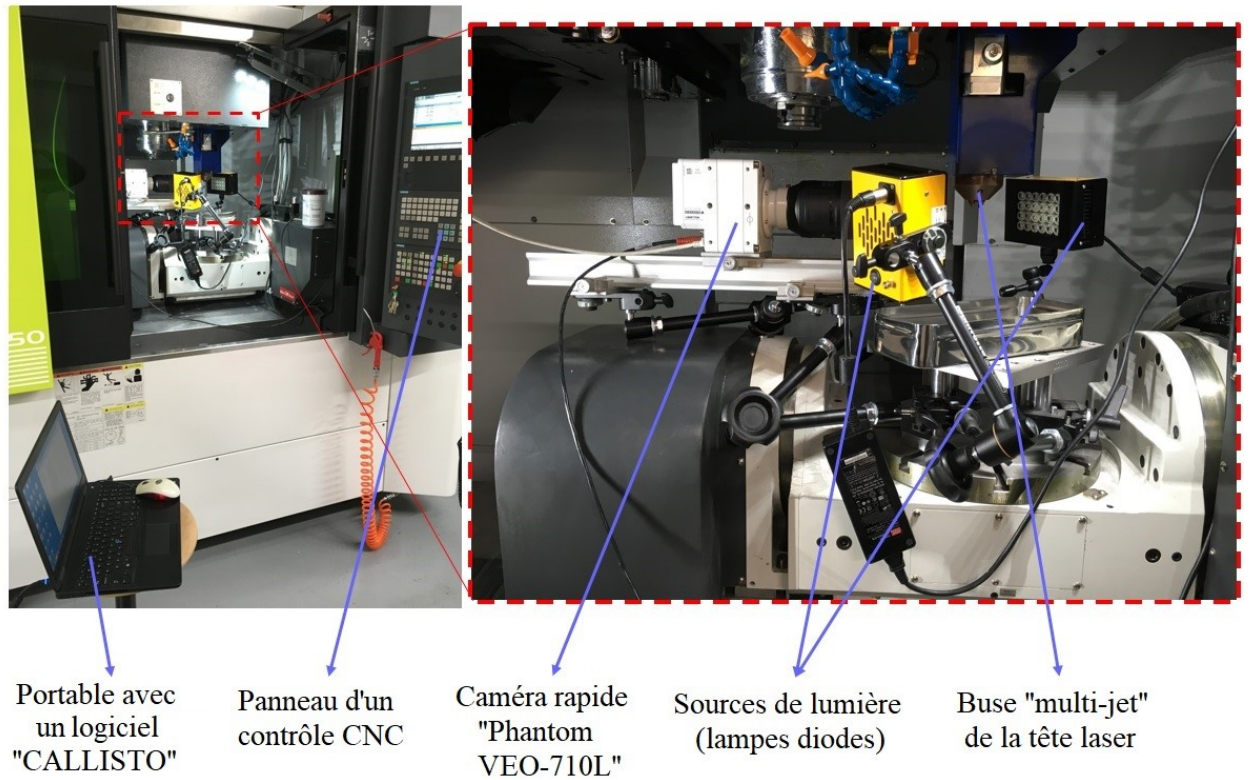 50
Portable avec
un logiciel
"CALLISTO"
Panneau d'un
contrôle CNC
Caméra rapide
"Phantom
VEO-710L"
Sources de lumière
(lampes diodes)
Buse "multi-jet"
de la tête laser